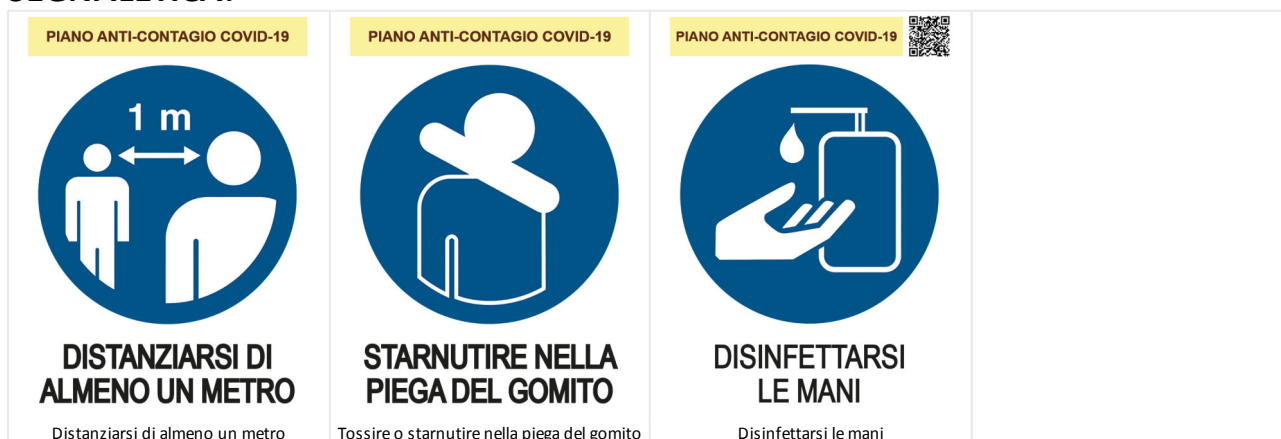 PIANO ANTI-CONTAGIO COVID-19
1 m
DISTANZIARSI DI
ALMENO UN METRO
Distanziarsi di almeno un metro
PIANO ANTI-CONTAGIO COVID-19
STARNUTIRE NELLA
PIEGA DEL GOMITO
Tossire o starnutire nella piega del gomito
PIANO ANTI-CONTAGIO COVID-19
DISINFETTARSI
LE MANI
Disinfettarsi le mani